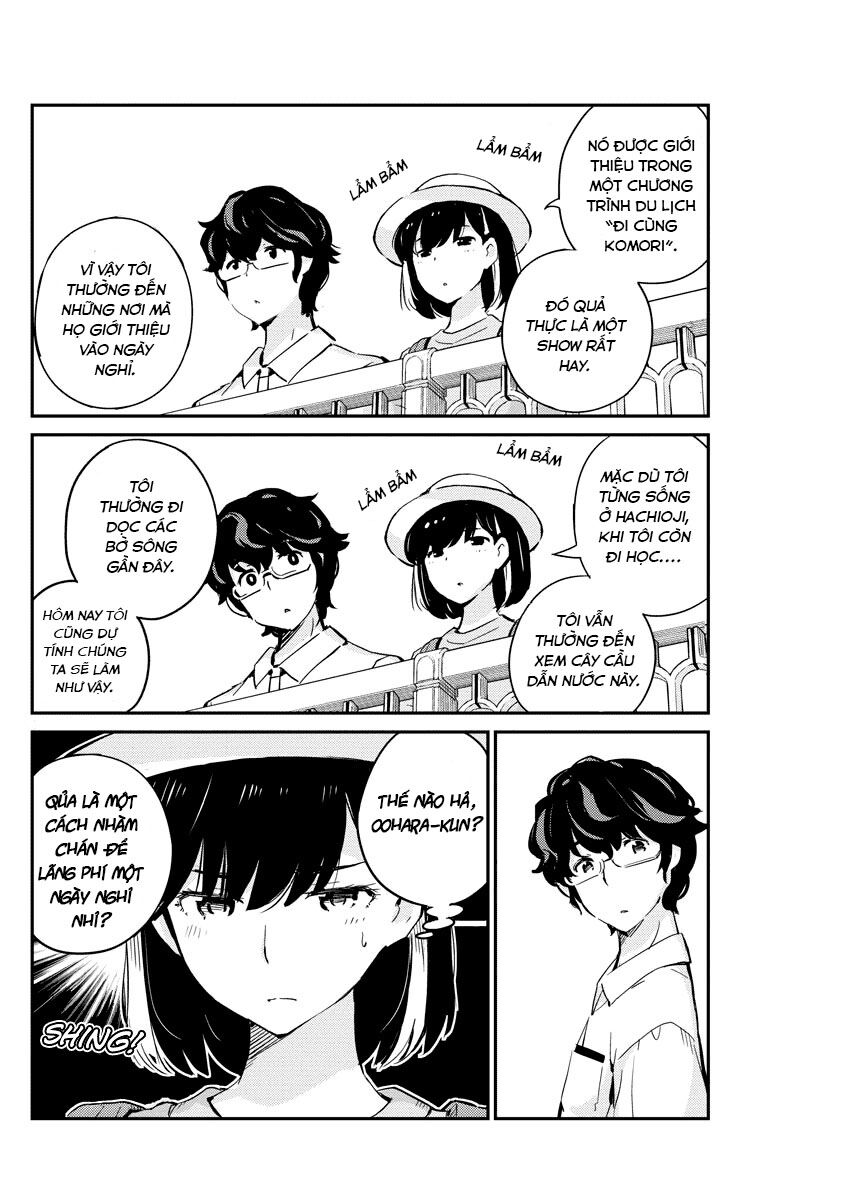 NÓ ĐƯỢC GIỚI
THIỆU TRONG
MỘT CHƯƠNG
TRÌNH DU LỊCH
"ĐI CÙNG
KOMORI".
ĐÓ QUẢ
THỰC LÀ MỘT
SHOW RẤT
HAY.
LẨM BẨM
LẨM BẨM
VÌ VẬY TÔI
THƯỜNG ĐẾN
NHỮNG NƠI MÀ
HỌ GIỚI THIỆU
VÀO NGÀY
NGHỈ.
MẶC DÙ TÔI
TỪNG SỐNG
Ở HACHIOJI,
KHI TÔI CÒN
ĐI HỌC....
TÔI VẪN
THƯỜNG ĐẾN
XEM CÂY CẦU
DẪN NƯỚC NÀY.
LẨM BẨM
LẨM BẨM
TÔI
THƯỜNG ĐI
DỌC CÁC
BỜ SÔNG
GẦN ĐÂY.
HÔM NAY TÔI
CŨNG DỰ
TÍNH CHÚNG
TA SẼ LÀM
NHƯ VẬY.
THẾ NÀO HẢ,
OOHARA-KUN?
QỦA LÀ MỘT
CÁCH NHÀM
CHÁN ĐỂ
LÃNG PHÍ MỘT
NGÀY NGHỈ
NHỈ?
SHING!